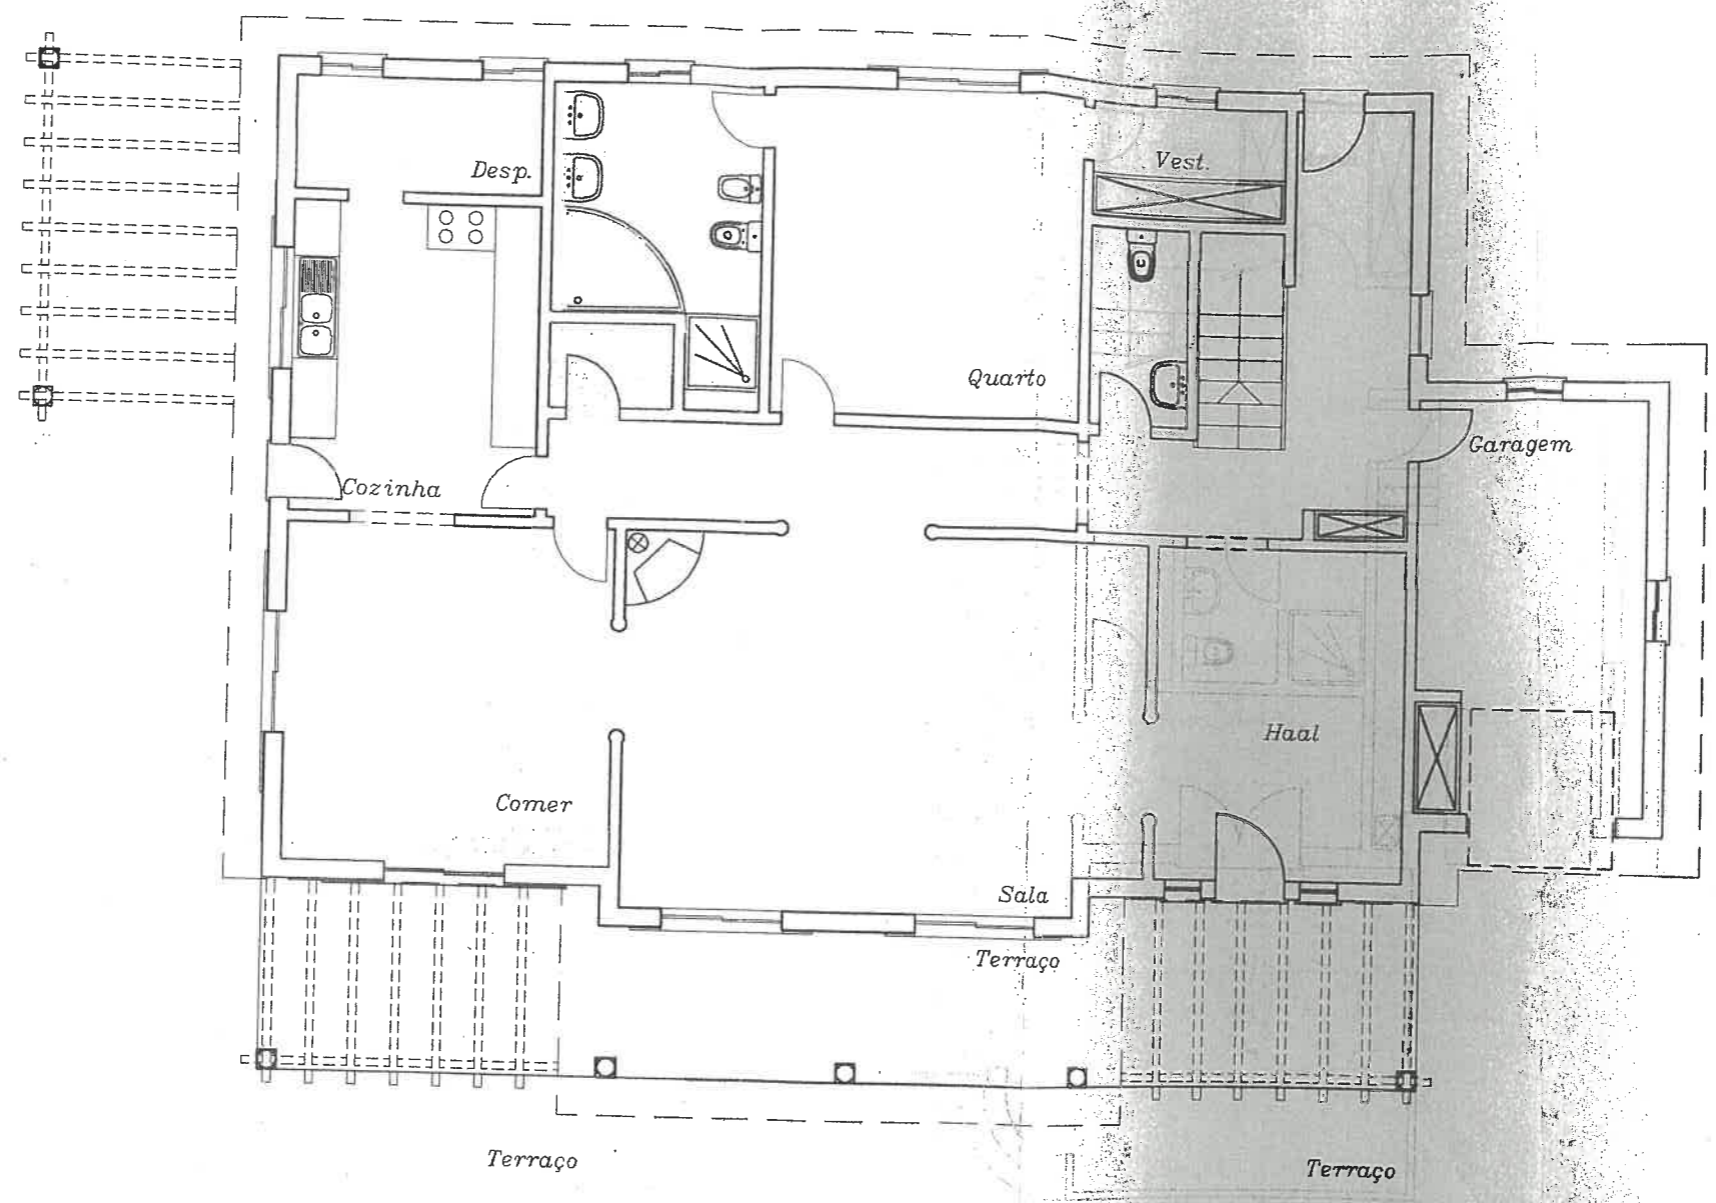 Desp.
Vest.
Quarto
Garagem
Cozinha
Haal
Comer
Sala
Terraço
Terraço
Terraço